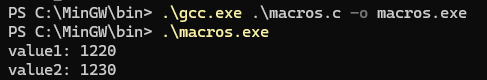 PS C:\MinGW\bin> .\gcc.exe .\macros.c -o macros.exe
PS C:\MinGW\bin> .\macros.exe
value1: 1220
value2: 1230